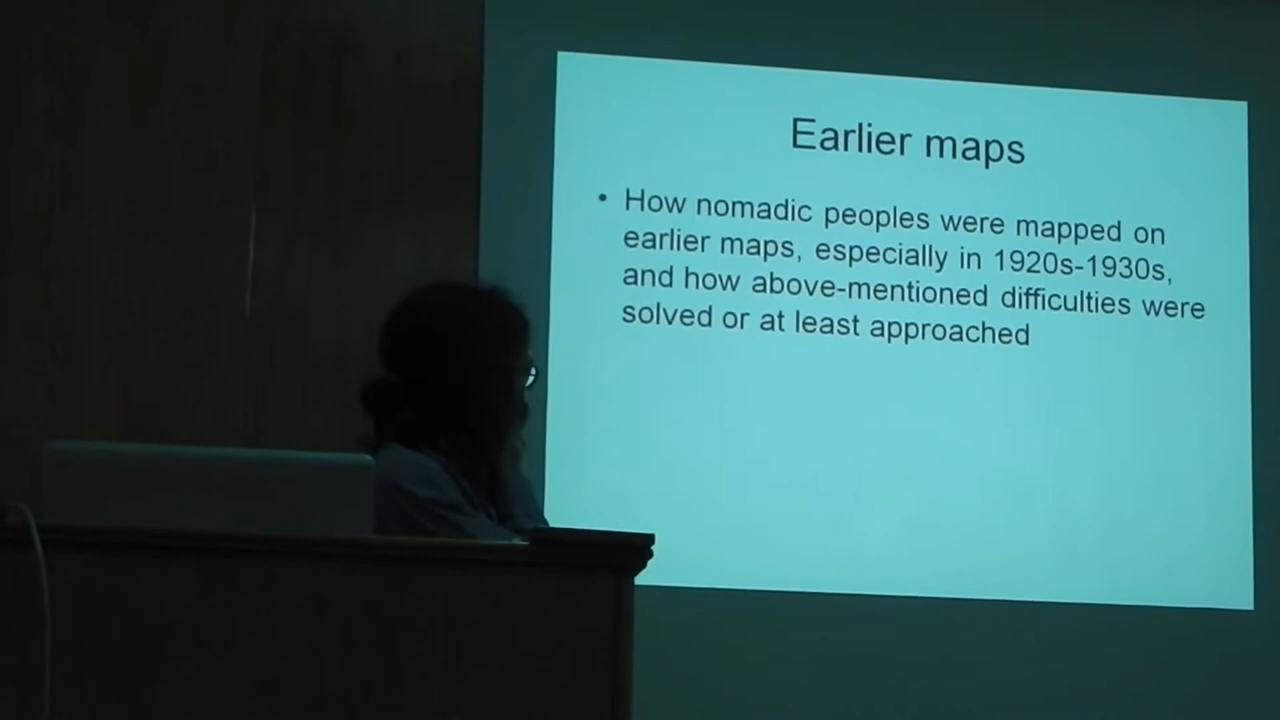 Earlier maps
• How nomadic peoples were mapped on
earlier maps, especially in 1920s-1930s,
and how above-mentioned difficulties were
solved or at least approached